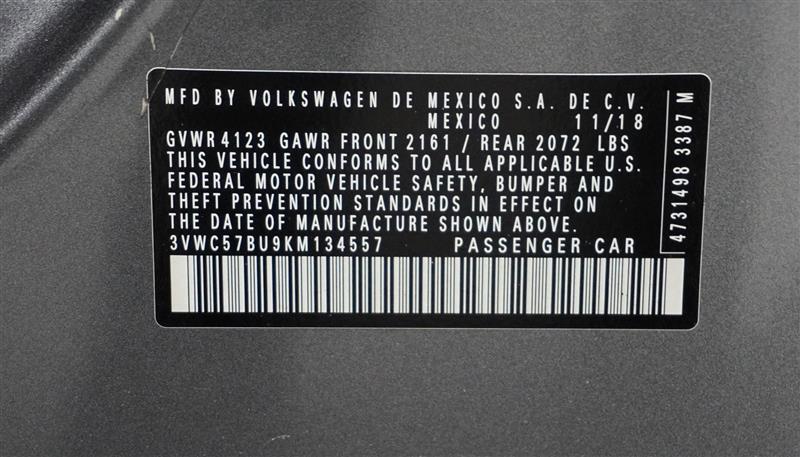 MFD BY VOLKSWAGEN DE MEXICO S.A. DE C.V.
MEXICO 11/18
GVWR 4123 GAWR FRONT 2161 / REAR 2072 LBS
THIS VEHICLE CONFORMS TO ALL APPLICABLE U.S.
FEDERAL MOTOR VEHICLE SAFETY, BUMPER AND
THEFT PREVENTION STANDARDS IN EFFECT ON
THE DATE OF MANUFACTURE SHOWN ABOVE.
3VWC57BU9KM134557 PASSENGER CAR
4731498 3387 M